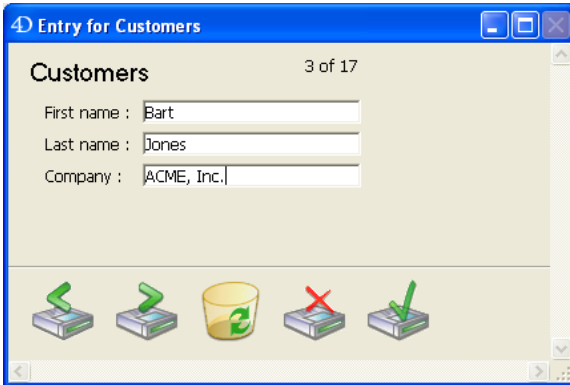 4D Entry for Customers
Customers
3 of 17
First name : Bart
Last name : Jones
Company : ACME, Inc.